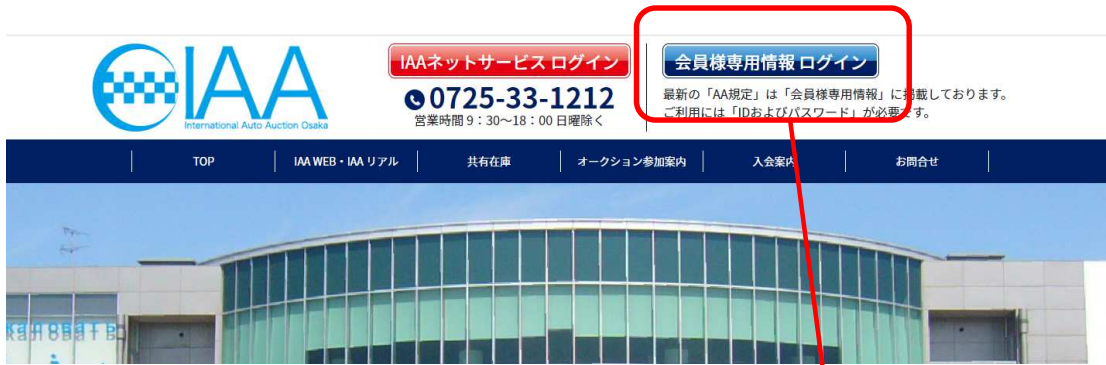 IAA
International Auto Auction Osaka
IAAネットサービス ログイン
0725-33-1212
営業時間 9：30〜18：00 日曜除く
会員様専用情報 ログイン
最新の「AA規定」は「会員様専用情報」に掲載しております。
ご利用には「IDおよびパスワード」が必要です。
TOP
IAA WEB・IAA リアル
共有在庫
オークション参加案内
入会案内
お問合せ